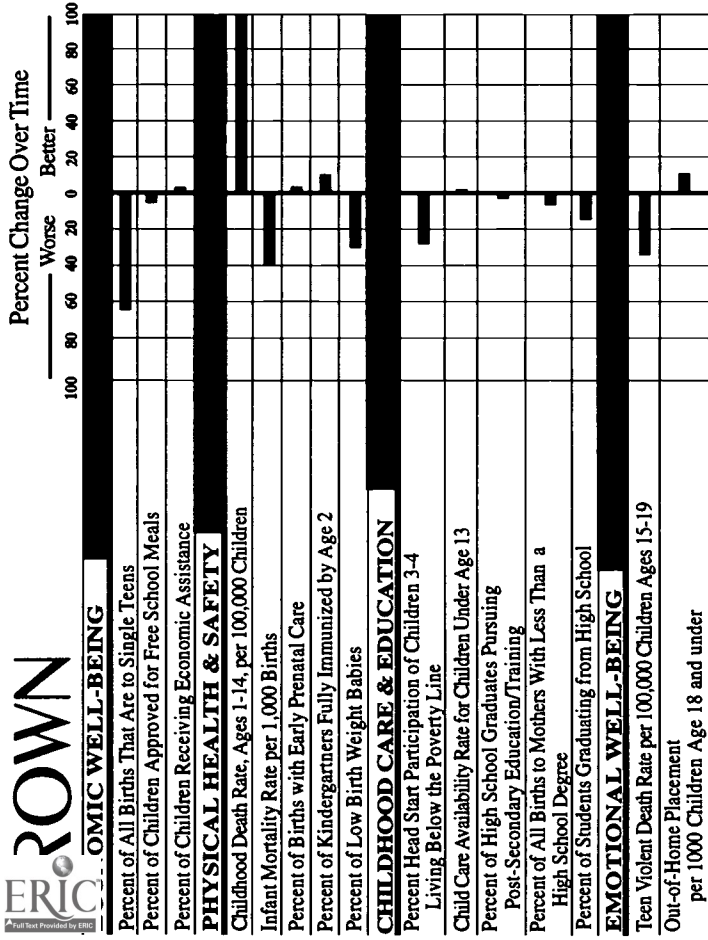 ROWN
Percent Change Over Time
Worse Better
100 80 60 40 20 0 20 40 60 80 100
OMIC WELL-BEING
Percent of All Births That Are to Single Teens
Percent of Children Approved for Free School Meals
Percent of Children Receiving Economic Assistance
PHYSICAL HEALTH & SAFETY
Childhood Death Rate, Ages 1-14, per 100,000 Children
Infant Mortality Rate per 1,000 Births
Percent of Births with Early Prenatal Care
Percent of Kindergartners Fully Immunized by Age 2
Percent of Low Birth Weight Babies
CHILDHOOD CARE & EDUCATION
Percent Head Start Participation of Children 3-4
Living Below the Poverty Line
Child Care Availability Rate for Children Under Age 13
Percent of High School Graduates Pursuing
Post-Secondary Education/Training
Percent of All Births to Mothers With Less Than a
High School Degree
Percent of Students Graduating from High School
EMOTIONAL WELL-BEING
Teen Violent Death Rate per 100,000 Children Ages 15-19
Out-of-Home Placement
per 1000 Children Age 18 and under
ERIC
Full Text Provided by ERIC